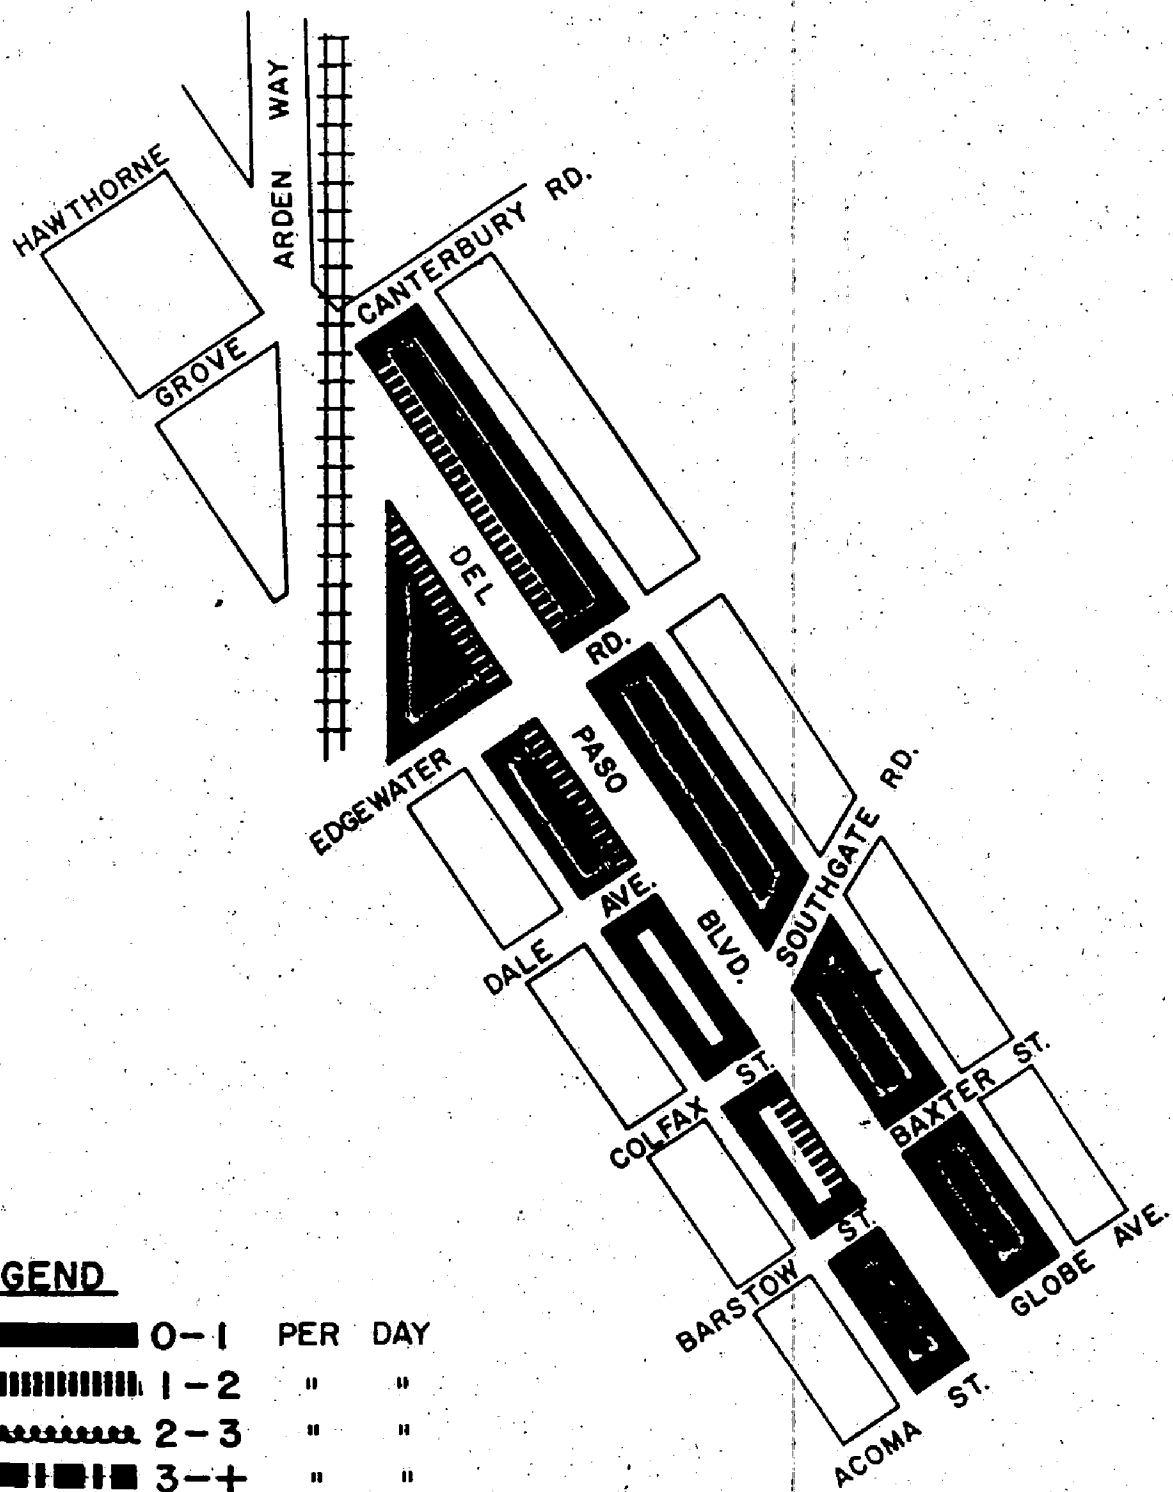 ARDEN WAY
HAWTHORNE
CANTERBURY RD.
GROVE
DEL PASO BLVD.
EDGEWATER RD.
SOUTHGATE RD.
DALE AVE.
COLFAX ST.
BAXTER ST.
BARSTOW ST.
GLOBE AVE.
ACOMA ST.
GEND
0-1 PER DAY
1-2 " "
2-3 " "
3-+ " "